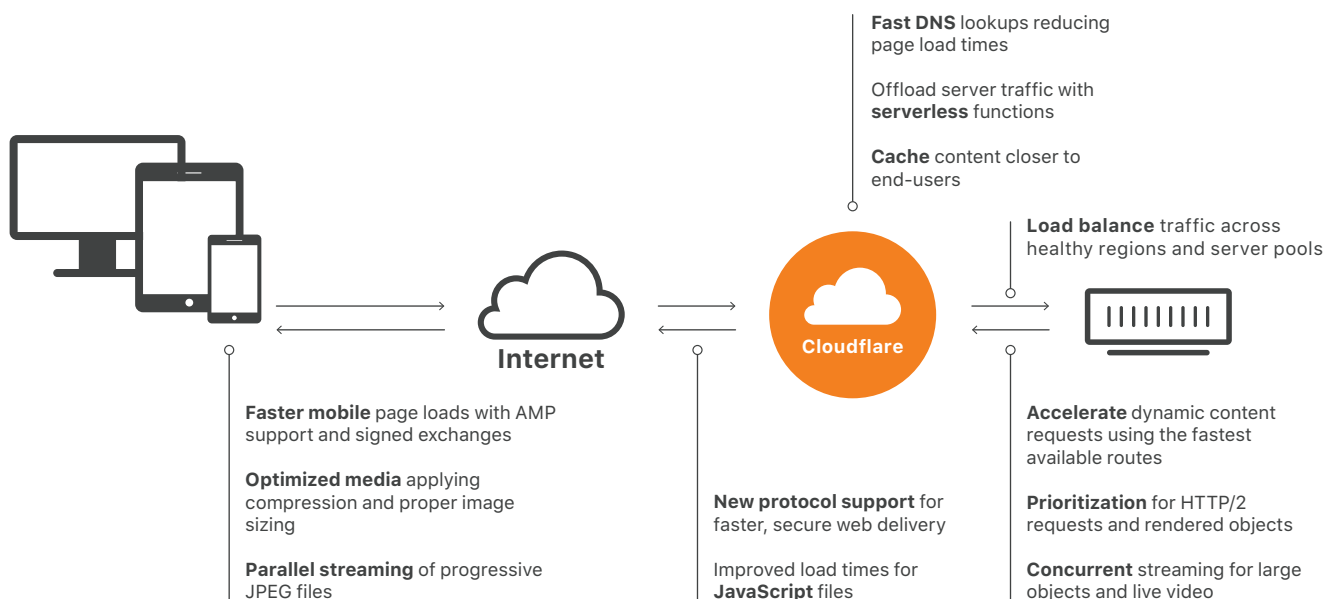 Fast DNS lookups reducing
page load times
Offload server traffic with
serverless functions
Cache content closer to
end-users
Load balance traffic across
healthy regions and server pools
Internet
Cloudflare
Faster mobile page loads with AMP
support and signed exchanges
Optimized media applying
compression and proper image
sizing
Parallel streaming of progressive
JPEG files
New protocol support for
faster, secure web delivery
Improved load times for
JavaScript files
Accelerate dynamic content
requests using the fastest
available routes
Prioritization for HTTP/2
requests and rendered objects
Concurrent streaming for large
objects and live video